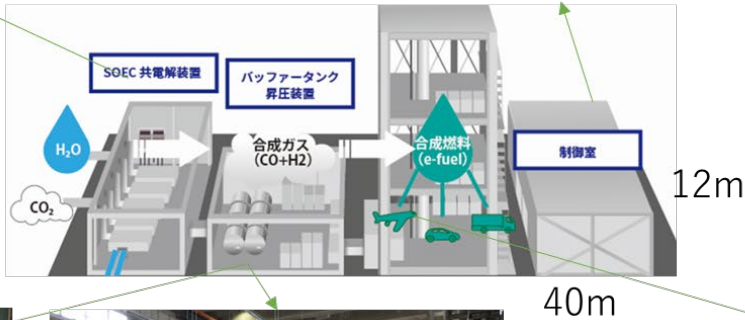 SOEC 共電解装置
バッファータンク
昇圧装置
H₂O
CO₂
合成ガス
(CO+H2)
合成燃料
(e-fuel)
制御室
12m
40m